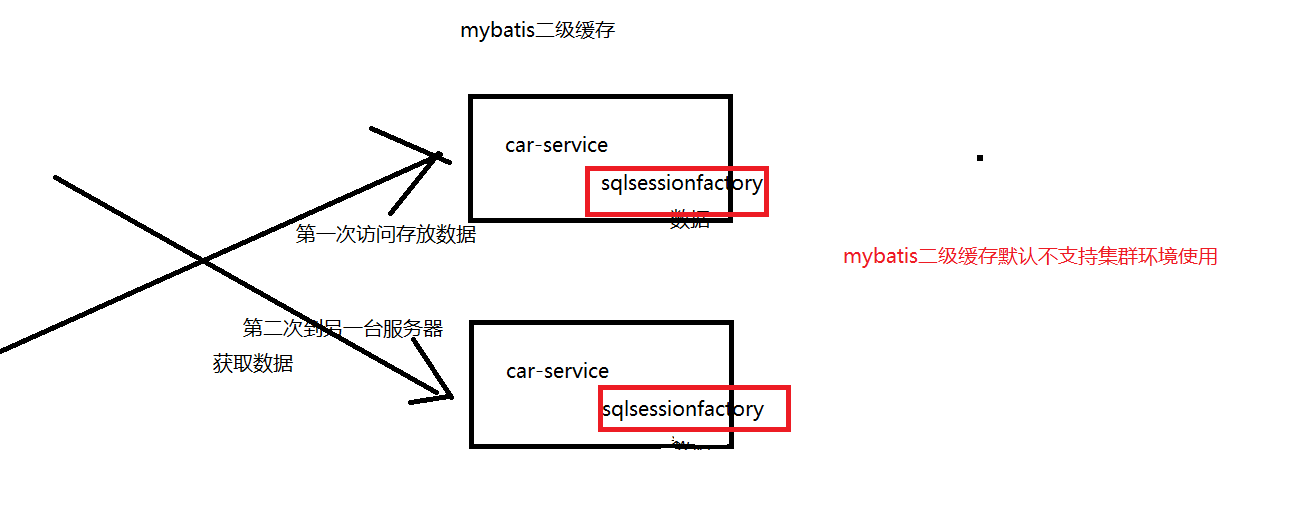 mybatis二级缓存
car-service
sqlsessionfactory
数据
第一次访问存放数据
mybatis二级缓存默认不支持集群环境使用
第二次到另一台服务器
获取数据
car-service
sqlsessionfactory